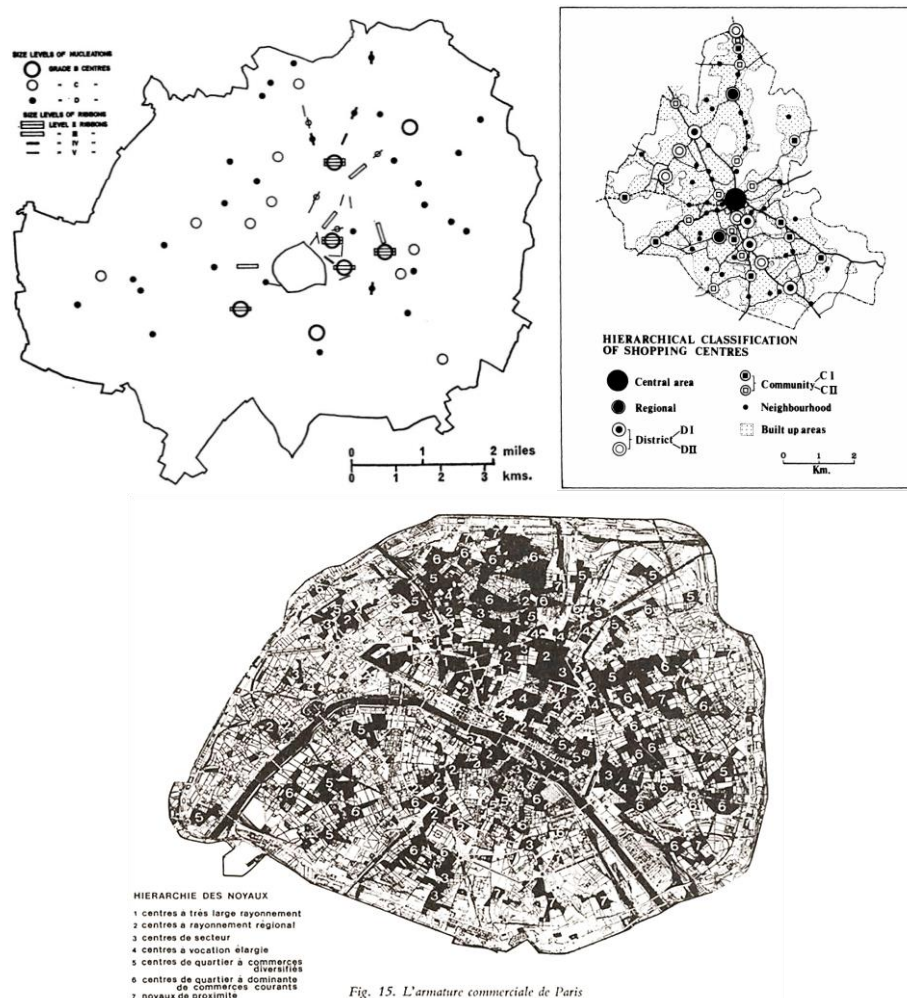 SIZE LEVELS OF NUCLEATIONS
GRADE B CENTRES
" C "
" D "
SIZE LEVELS OF RIBBONS
LEVEL II RIBBONS
" III "
" IV "
" V "
0 1 2 miles
0 1 2 3 kms.
HIERARCHICAL CLASSIFICATION
OF SHOPPING CENTRES
Central area
Regional
District
DI
DII
Community
CI
CII
Neighbourhood
Built up areas
0 1 2
Km.
HIERARCHIE DES NOYAUX
1 centres à très large rayonnement
2 centres à rayonnement régional
3 centres de secteur
4 centres à vocation élargie
5 centres de quartier à commerces
diversifiés
6 centres de quartier à dominante
de commerces courants
7 noyaux de proximité
Fig. 15. L'armature commerciale de Paris